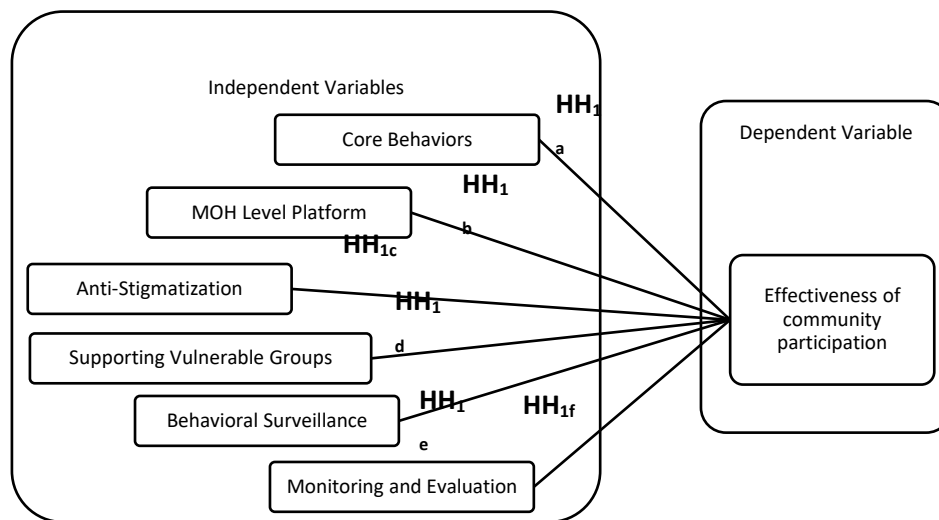 Independent Variables
HH1
a
Core Behaviors
HH1
b
MOH Level Platform
HH1c
Anti-Stigmatization
HH1
d
Supporting Vulnerable Groups
HH1
e
Behavioral Surveillance
HH1f
Monitoring and Evaluation
Dependent Variable
Effectiveness of
community
participation